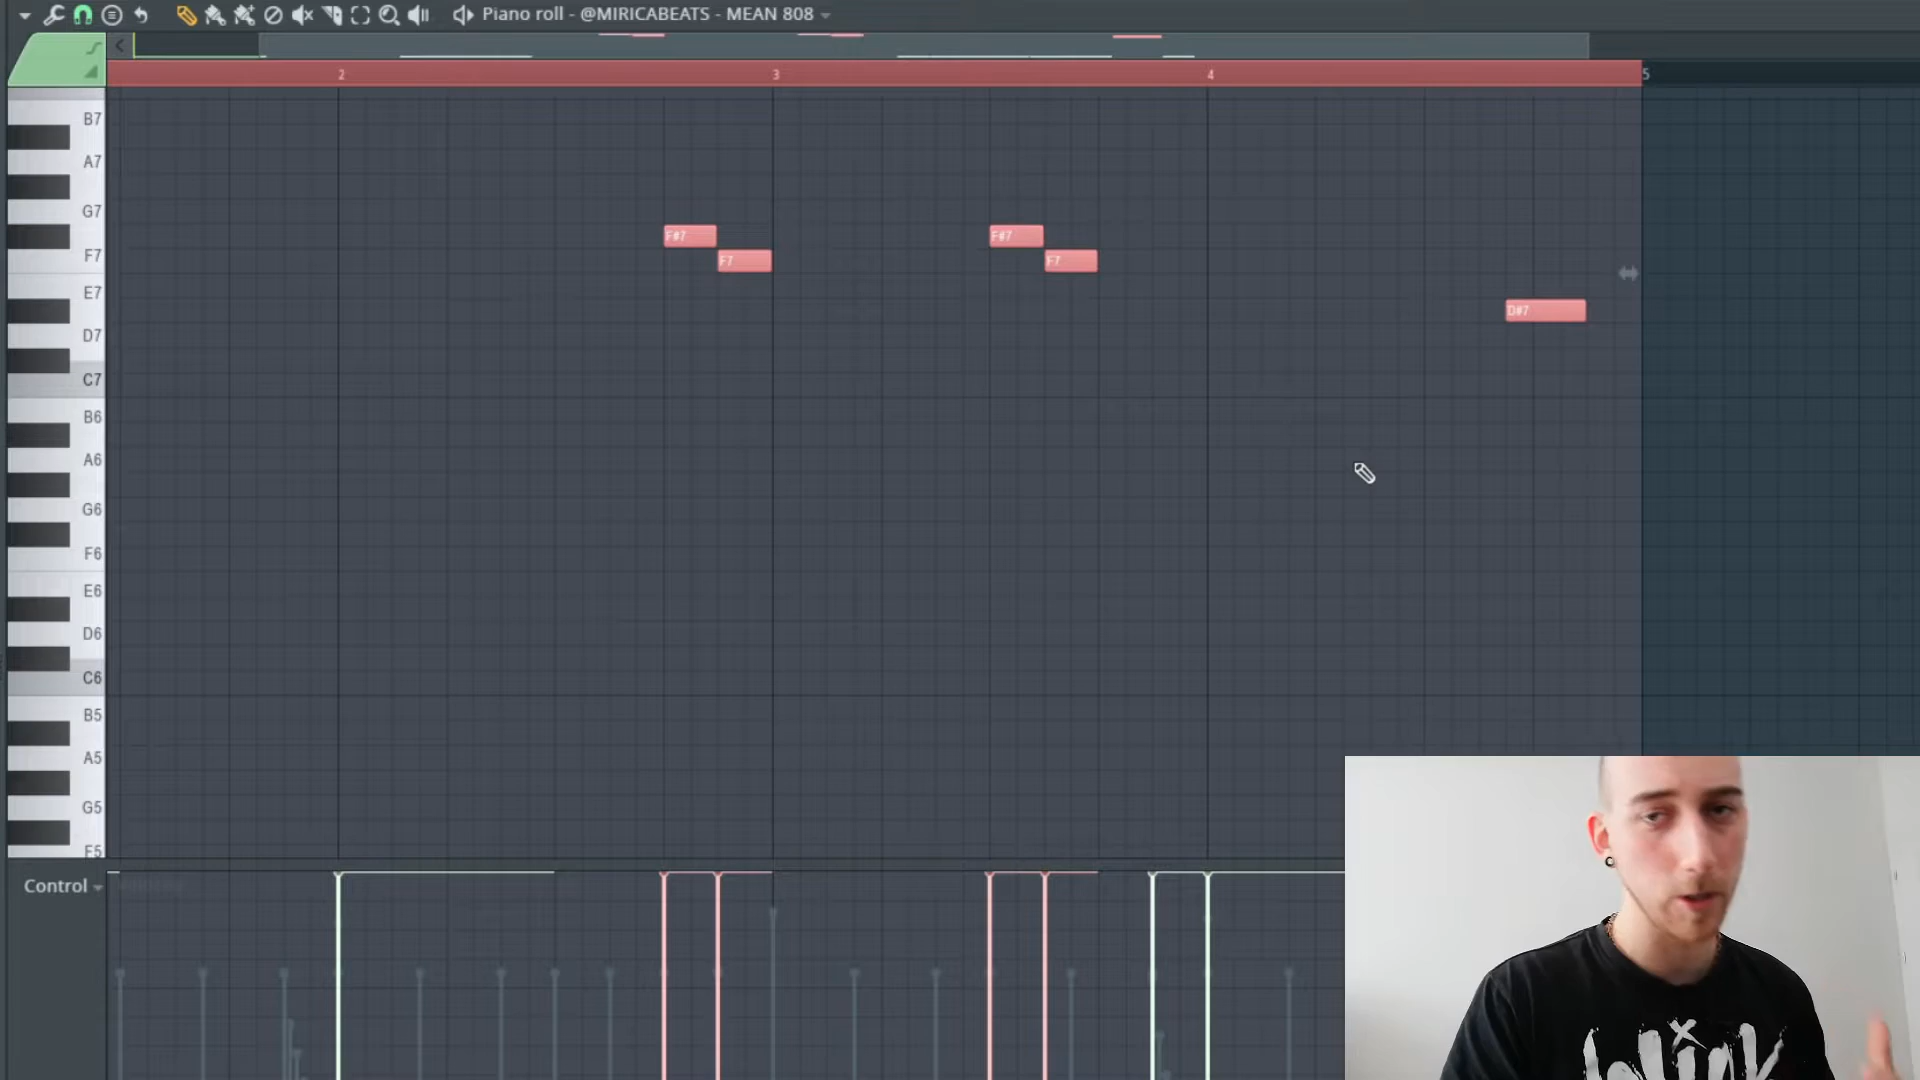 Piano roll - @MIRICABEATS - MEAN 808
2 3 4 5
B7
A7
G7
F#7 F#7
F7 F7 F7
E7
D#7
D7
C7
B6
A6
G6
F6
E6
D6
C6
B5
A5
G5
F5
Control
blink